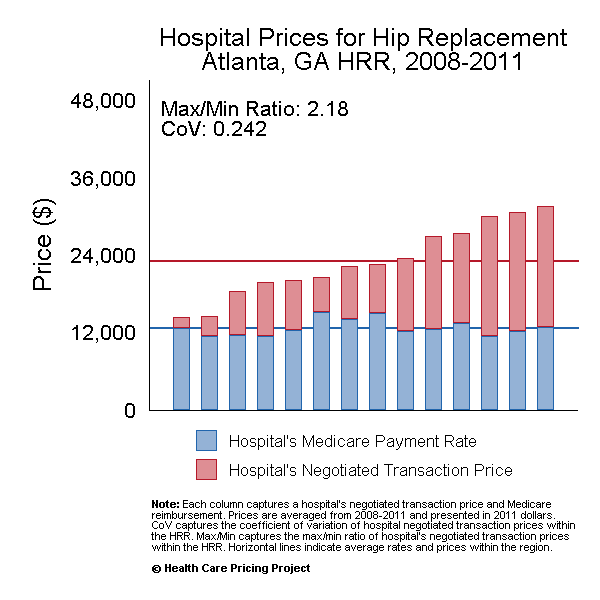 Hospital Prices for Hip Replacement
Atlanta, GA HRR, 2008-2011
Max/Min Ratio: 2.18
CoV: 0.242
Price ($)
48,000
36,000
24,000
12,000
0
Hospital's Medicare Payment Rate
Hospital's Negotiated Transaction Price
Note: Each column captures a hospital's negotiated transaction price and Medicare
reimbursement. Prices are averaged from 2008-2011 and presented in 2011 dollars.
CoV captures the coefficient of variation of hospital negotiated transaction prices within
the HRR. Max/Min captures the max/min ratio of hospital's negotiated transaction prices
within the HRR. Horizontal lines indicate average rates and prices within the region.
© Health Care Pricing Project